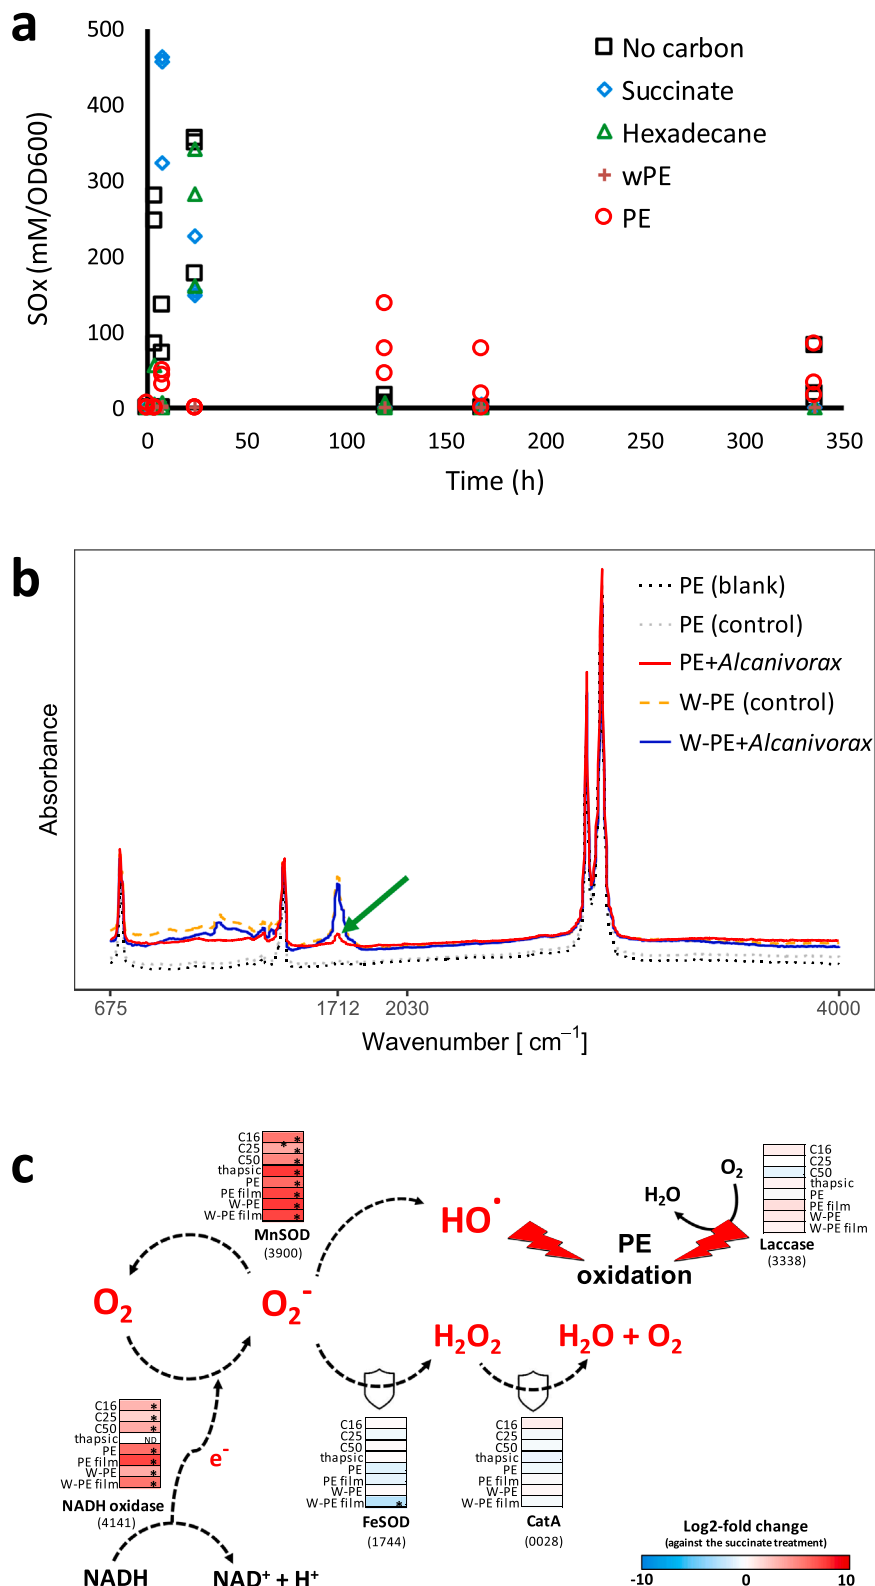 a
500
400
300
200
100
0
SOx (mM/OD600)
No carbon
Succinate
Hexadecane
wPE
PE
0 50 100 150 200 250 300 350
Time (h)
b
Absorbance
PE (blank)
PE (control)
PE+Alcanivorax
W-PE (control)
W-PE+Alcanivorax
675 1712 2030 4000
Wavenumber [ cm⁻¹]
c
C16 *
C25 *
C50 *
thapsic *
PE *
PE film *
W-PE *
W-PE film *
MnSOD
(3900)
HO•
PE
oxidation
H₂O
O₂
C16
C25
C50
thapsic
PE
PE film
W-PE
W-PE film
Laccase
(3338)
O₂
O₂⁻
H₂O₂
H₂O + O₂
C16 *
C25 *
C50 *
thapsic ND
PE *
PE film *
W-PE *
W-PE film *
NADH oxidase
(4141)
e⁻
NADH
NAD⁺ + H⁺
C16
C25
C50
thapsic
PE
PE film
W-PE
W-PE film *
FeSOD
(1744)
C16
C25
C50
thapsic
PE
PE film
W-PE
W-PE film
CatA
(0028)
Log2-fold change
(against the succinate treatment)
-10 0 10